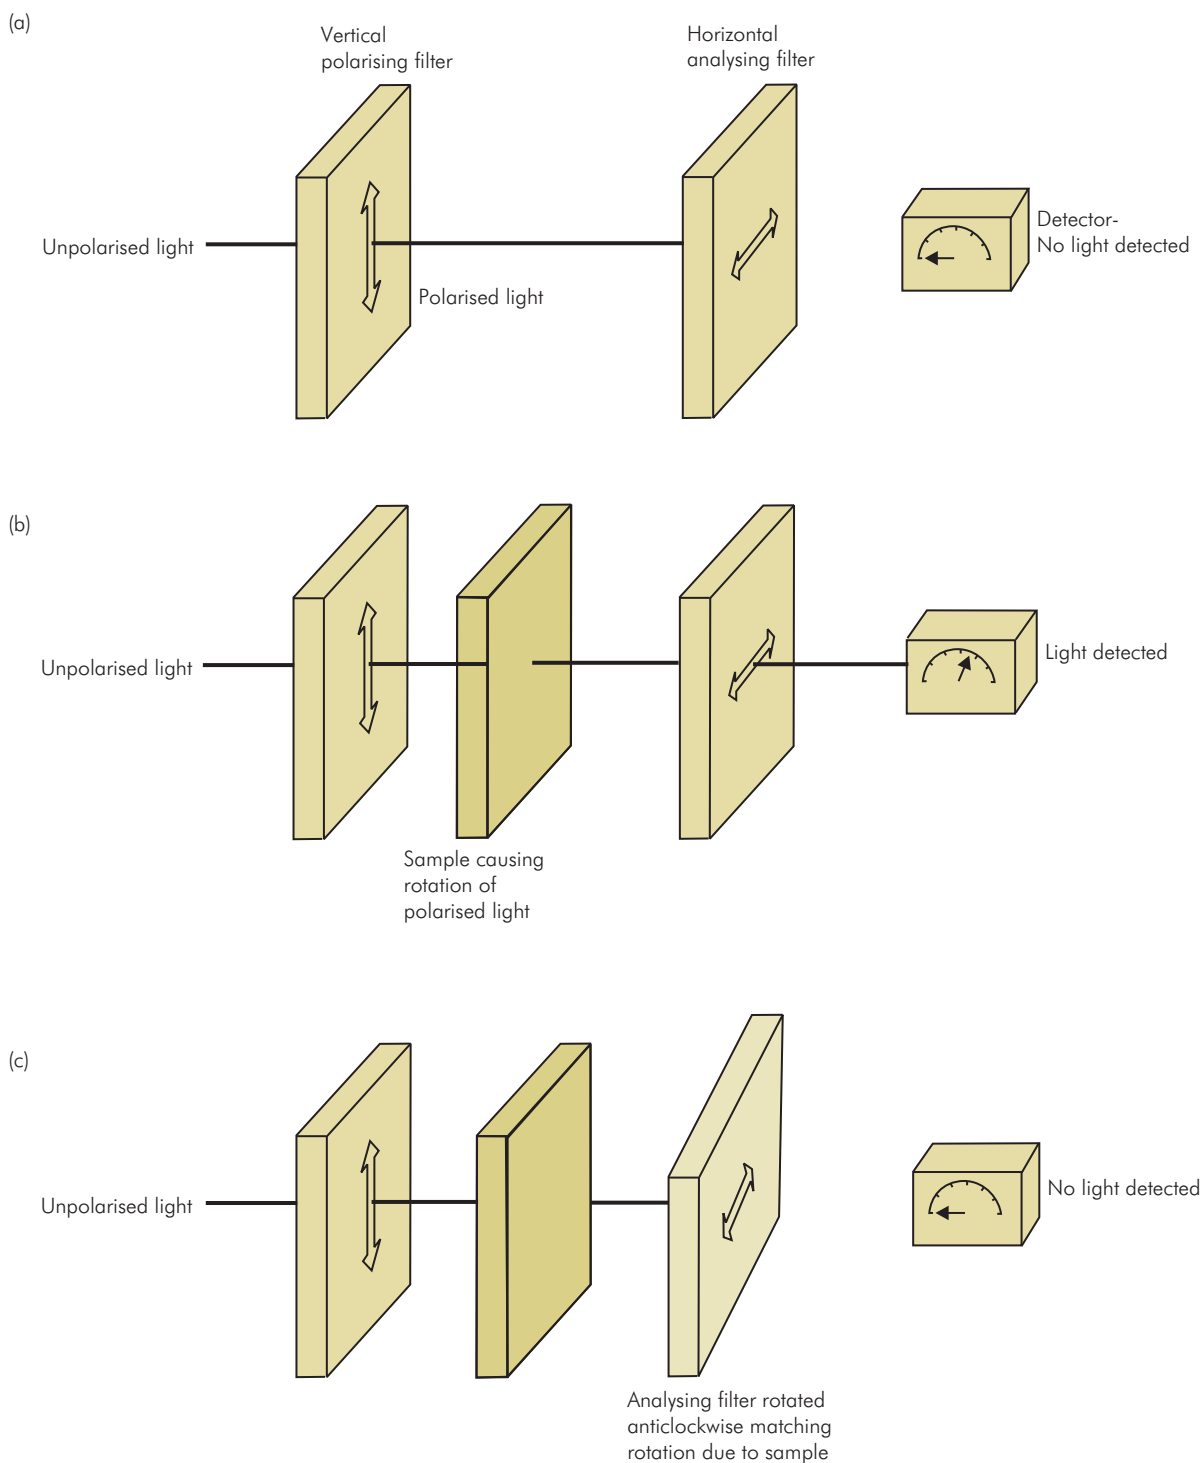 (a)
Vertical
polarising filter
Horizontal
analysing filter
Unpolarised light
Polarised light
Detector-
No light detected
(b)
Unpolarised light
Light detected
Sample causing
rotation of
polarised light
(c)
Unpolarised light
No light detected
Analysing filter rotated
anticlockwise matching
rotation due to sample